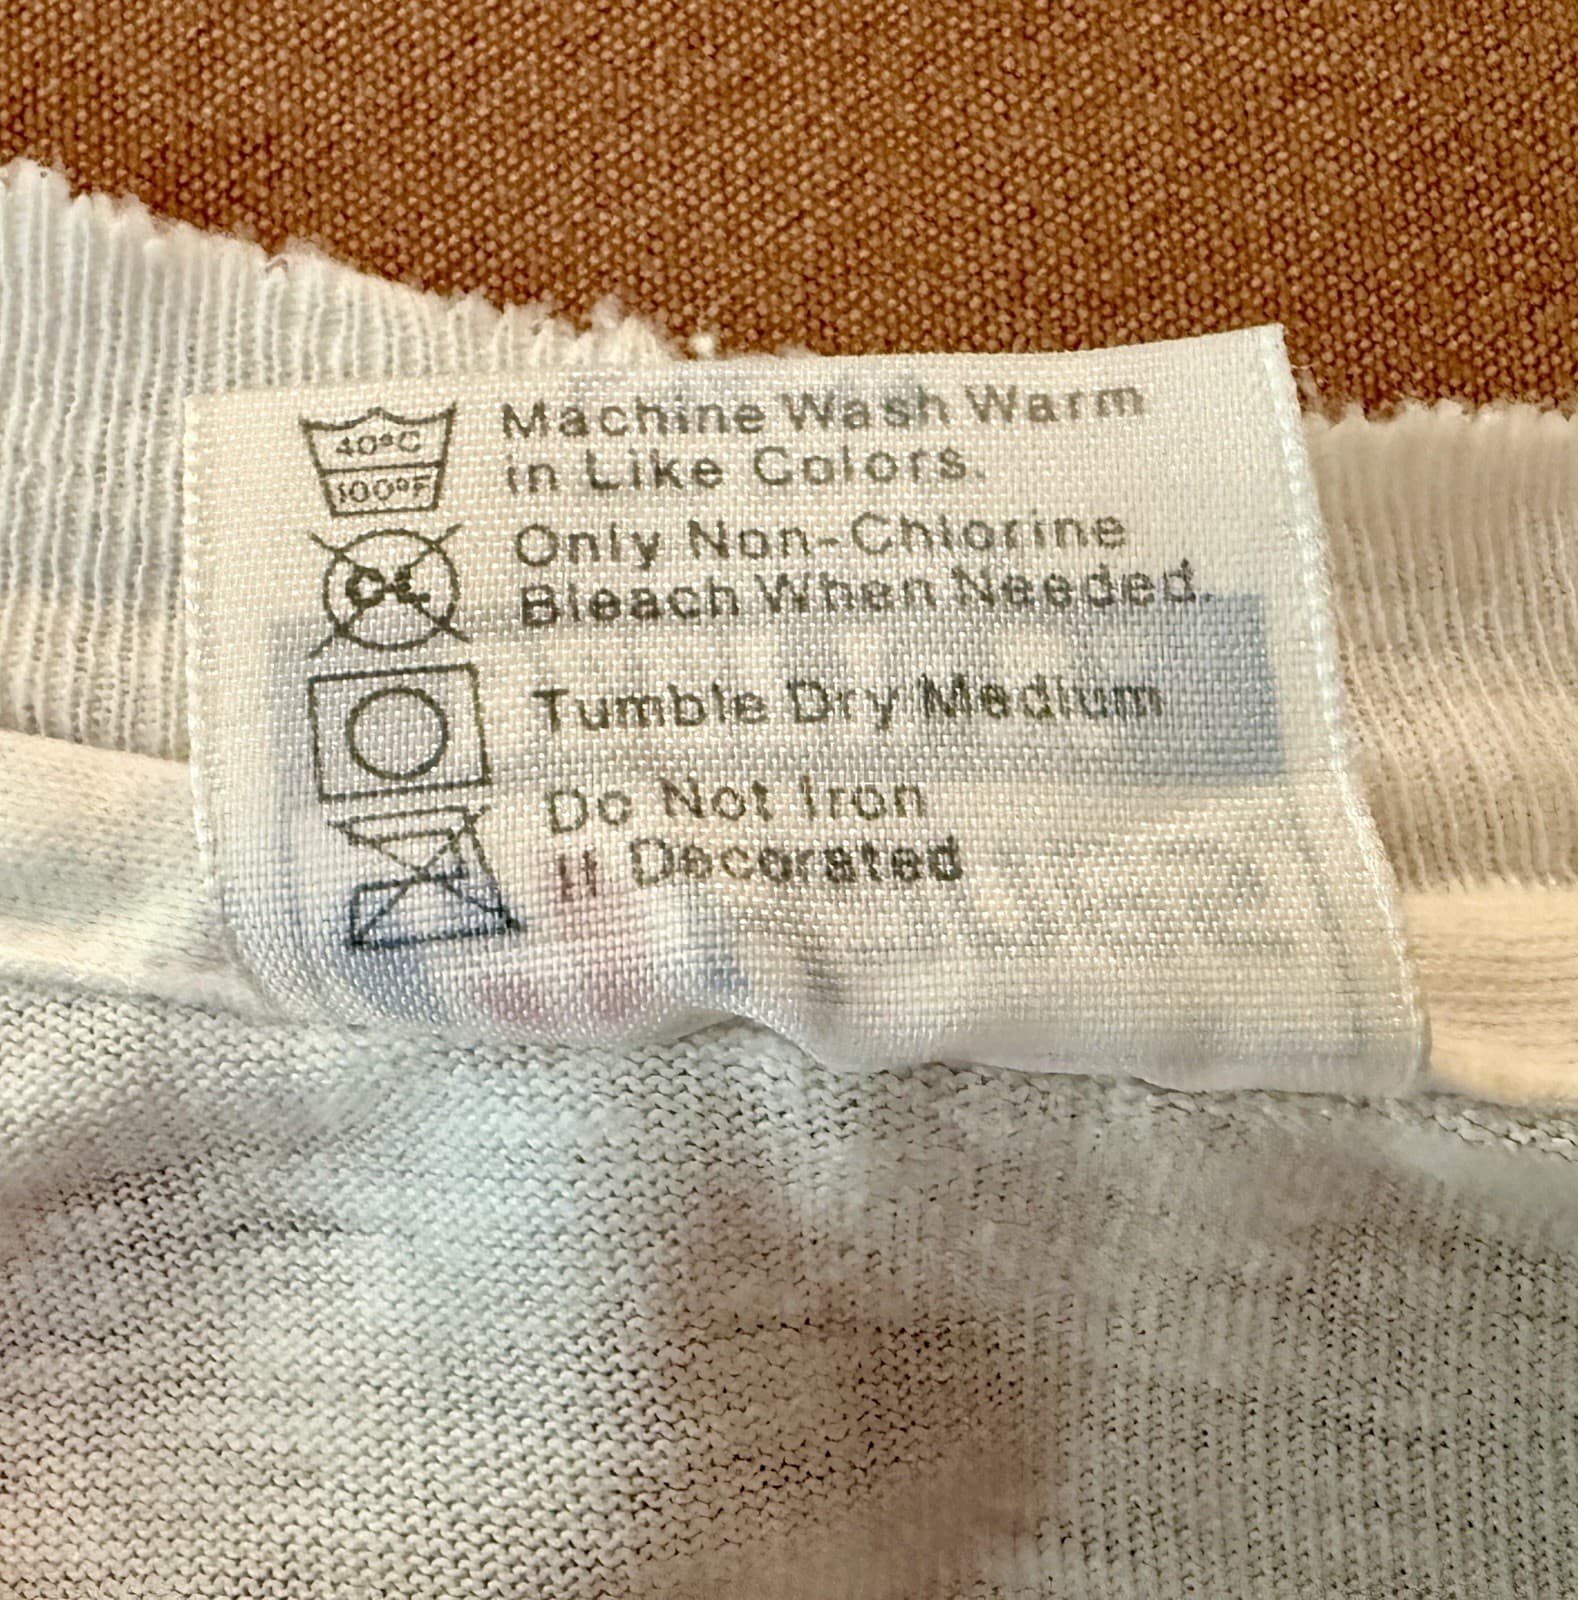 40°C
100°F
Machine Wash Warm
in Like Colors.
CL
Only Non-Chlorine
Bleach When Needed.
Tumble Dry Medium
Do Not Iron
If Decorated